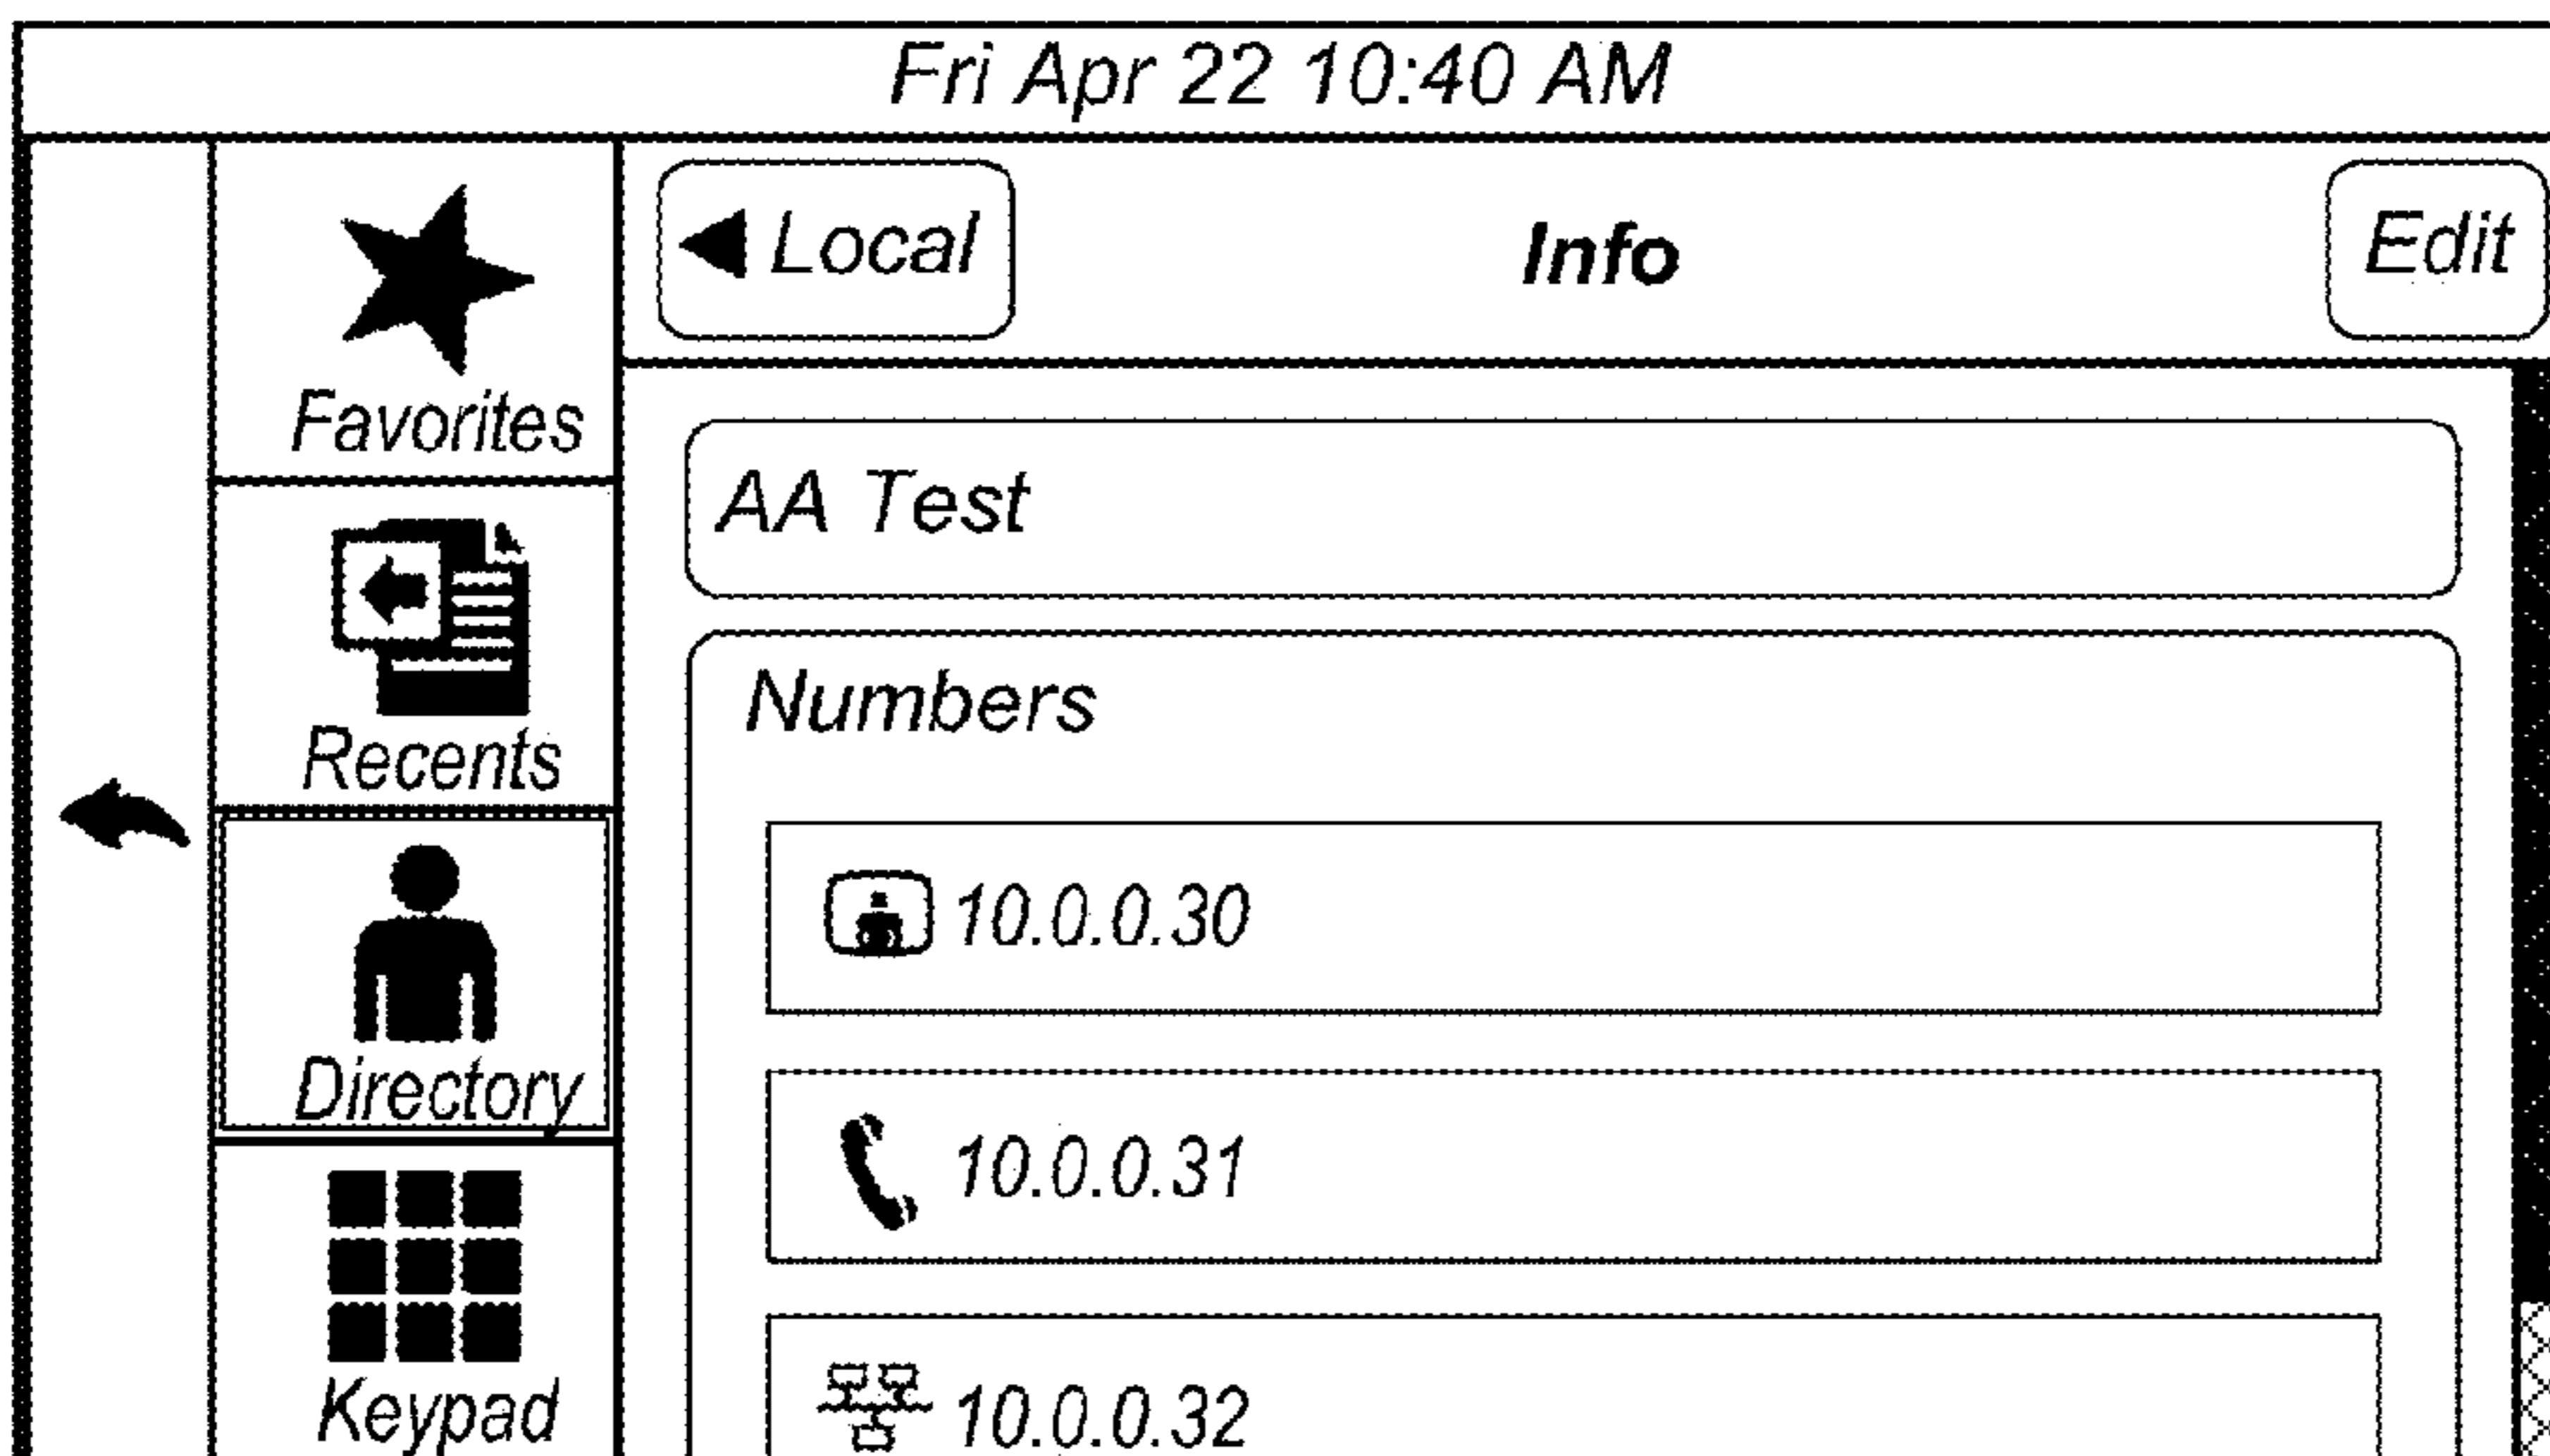 Fri Apr 22 10:40 AM
Local
Info
Edit
Favorites
Recents
Directory
Keypad
AA Test
Numbers
10.0.0.30
10.0.0.31
10.0.0.32